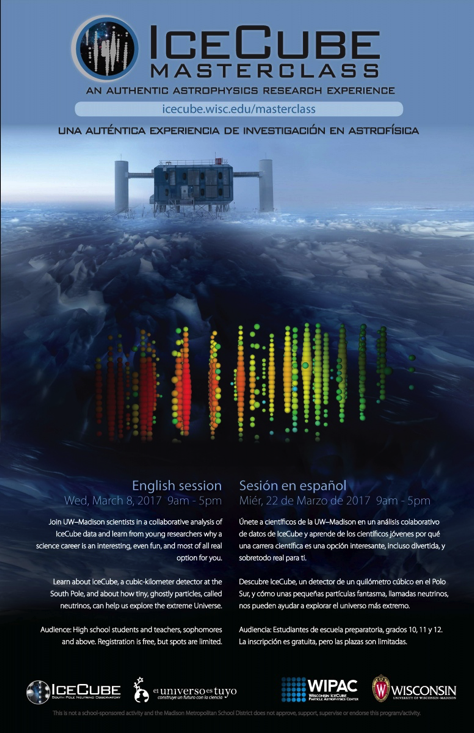 ICECUBE
MASTERCLASS
AN AUTHENTIC ASTROPHYSICS RESEARCH EXPERIENCE
icecube.wisc.edu/masterclass
UNA AUTÉNTICA EXPERIENCIA DE INVESTIGACIÓN EN ASTROFÍSICA
English session
Wed, March 8, 2017 9am - 5pm
Join UW–Madison scientists in a collaborative analysis of
IceCube data and learn from young researchers why a
science career is an interesting, even fun, and most of all real
option for you.
Learn about IceCube, a cubic-kilometer detector at the
South Pole, and about how tiny, ghostly particles, called
neutrinos, can help us explore the extreme Universe.
Audience: High school students and teachers, sophomores
and above. Registration is free, but spots are limited.
Sesión en español
Miér, 22 de Marzo de 2017 9am - 5pm
Únete a científicos de la UW–Madison en un análisis colaborativo
de datos de IceCube y aprende de los científicos jóvenes por qué
una carrera científica es una opción interesante, incluso divertida, y
sobretodo real para ti.
Descubre IceCube, un detector de un quilómetro cúbico en el Polo
Sur, y cómo unas pequeñas partículas fantasma, llamadas neutrinos,
nos pueden ayudar a explorar el universo más extremo.
Audiencia: Estudiantes de escuela preparatoria, grados 10, 11 y 12.
La inscripción es gratuita, pero las plazas son limitadas.
ICECUBE
SOUTH POLE NEUTRINO OBSERVATORY
el universo es tuyo
construye un futuro con la ciencia
WIPAC
WISCONSIN ICECUBE
PARTICLE ASTROPHYSICS CENTER
WISCONSIN
UNIVERSITY OF WISCONSIN–MADISON
This is not a school-sponsored activity and the Madison Metropolitan School District does not approve, support, supervise or endorse this program/activity.